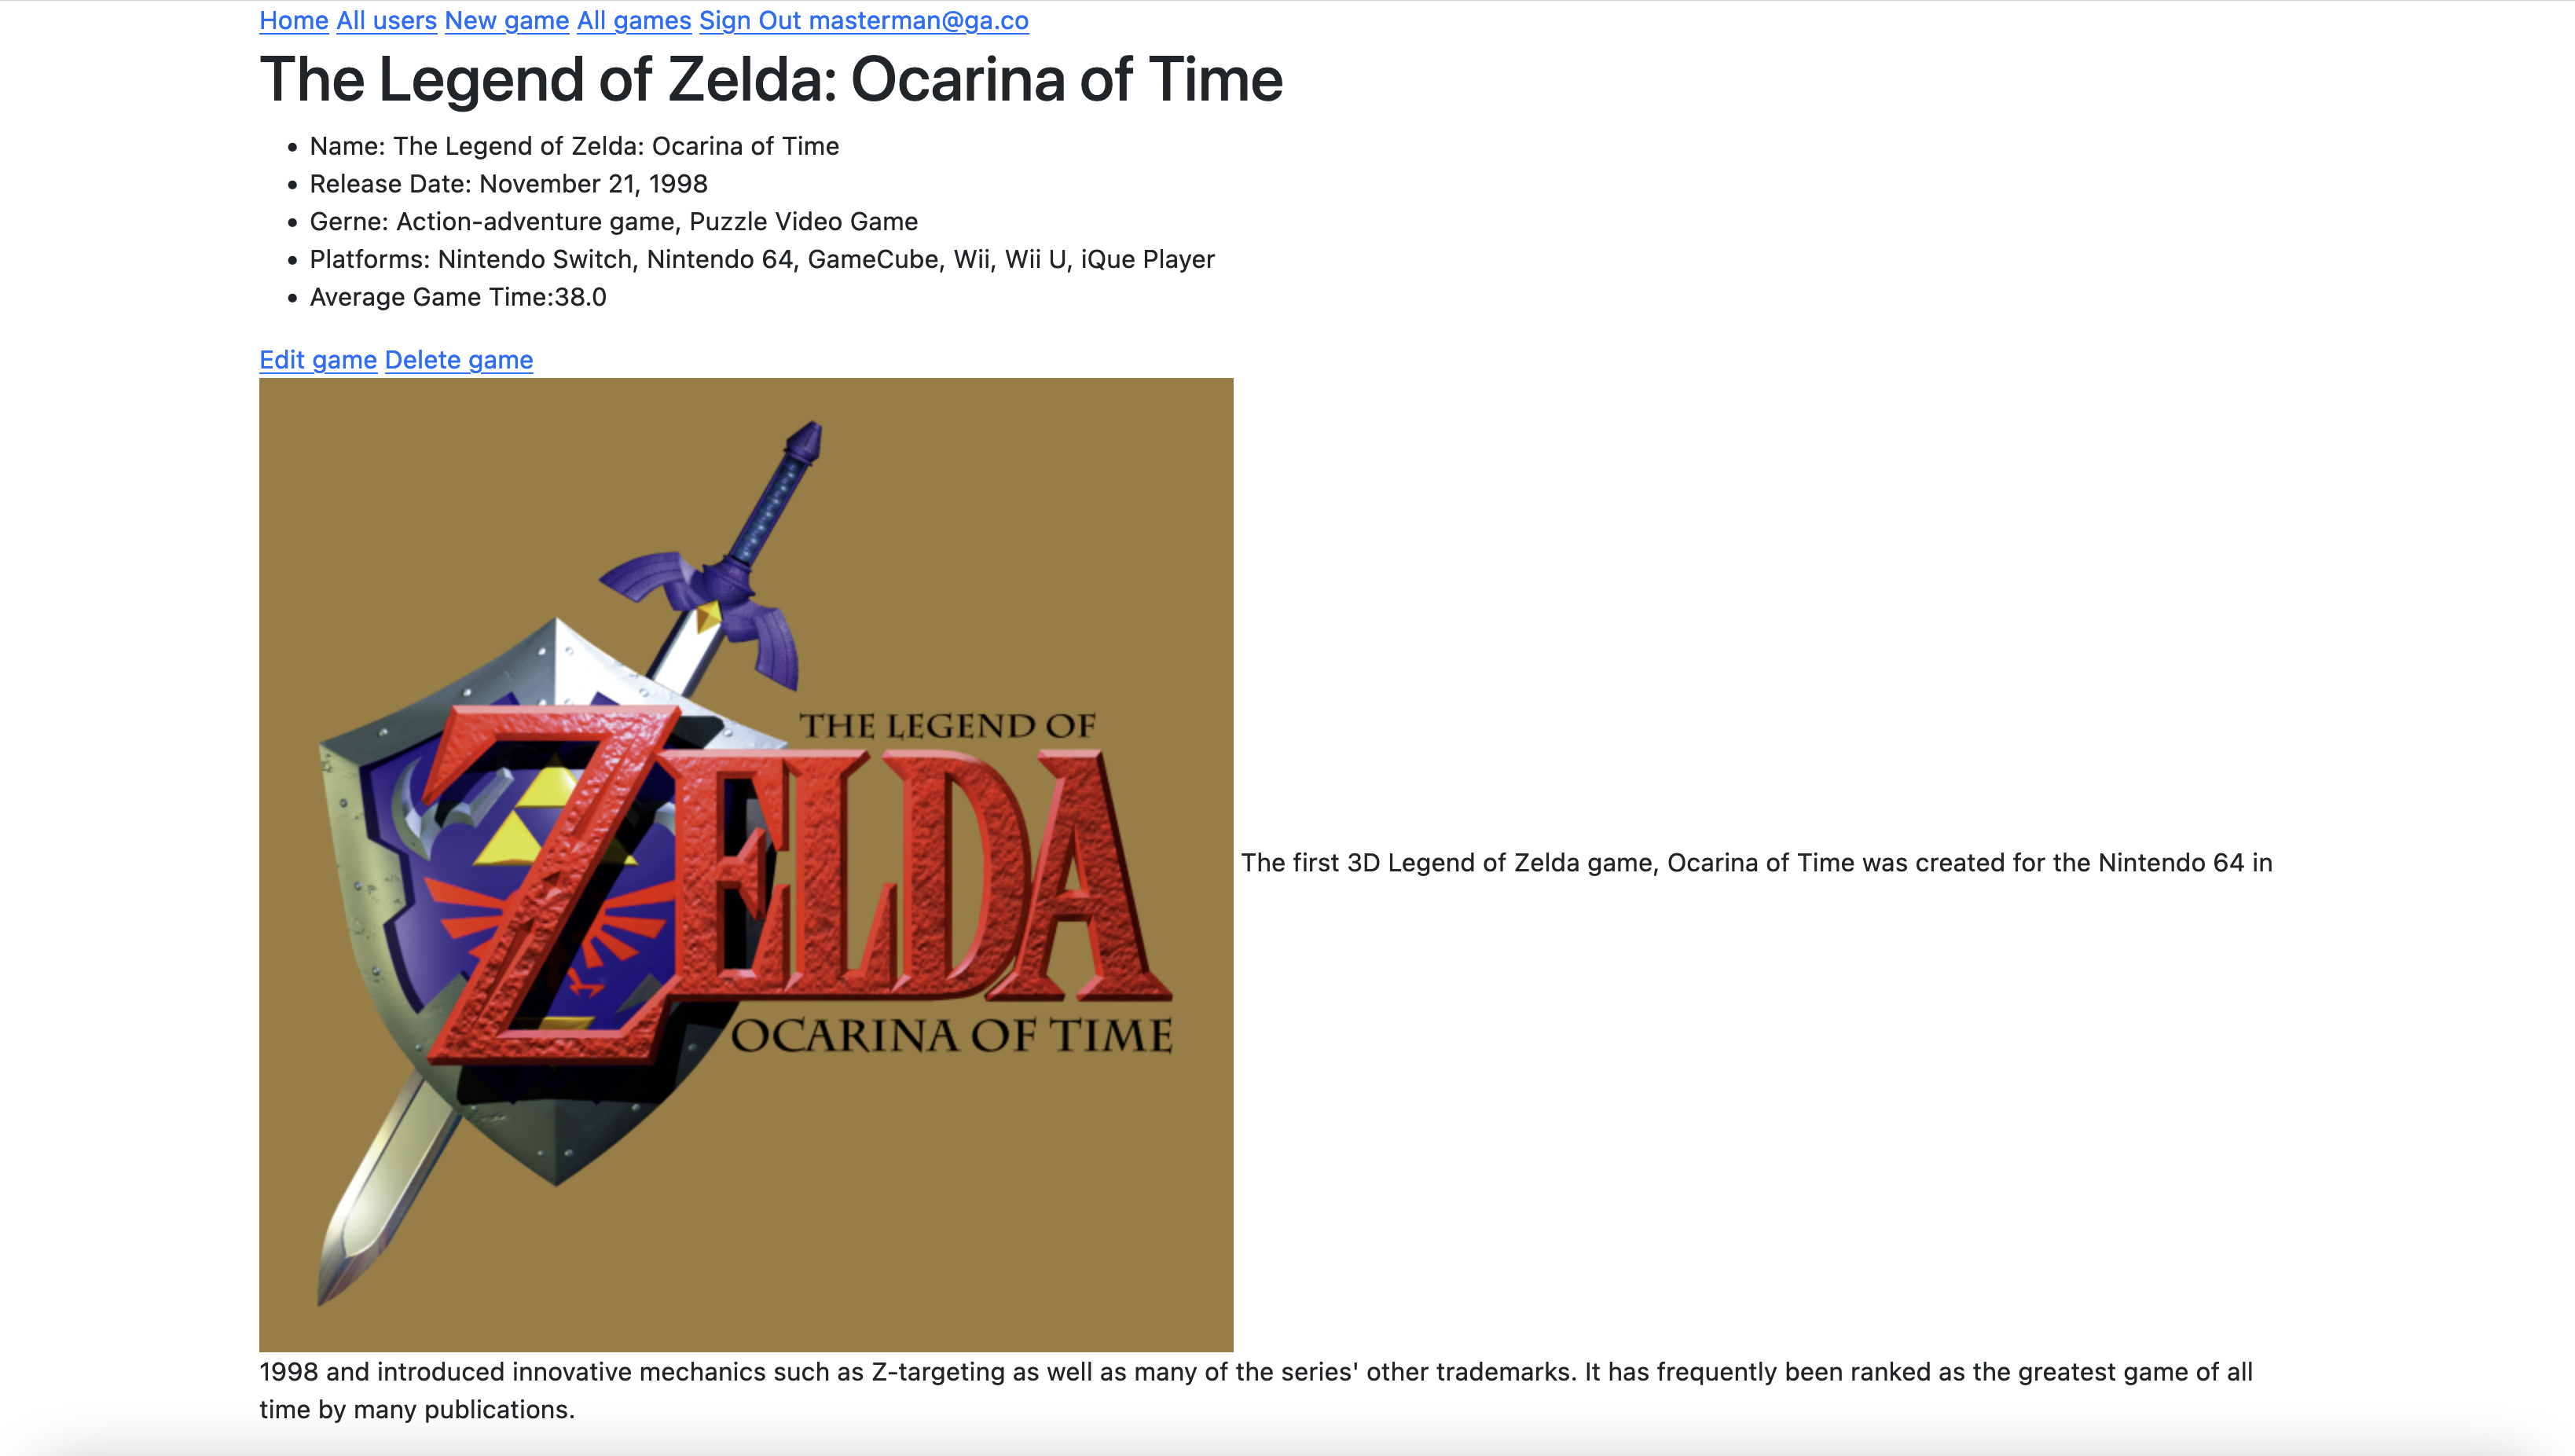 Home All users New game All games Sign Out masterman@ga.co
The Legend of Zelda: Ocarina of Time
• Name: The Legend of Zelda: Ocarina of Time
• Release Date: November 21, 1998
• Gerne: Action-adventure game, Puzzle Video Game
• Platforms: Nintendo Switch, Nintendo 64, GameCube, Wii, Wii U, iQue Player
• Average Game Time:38.0
Edit game Delete game
THE LEGEND OF
ZELDA
OCARINA OF TIME
The first 3D Legend of Zelda game, Ocarina of Time was created for the Nintendo 64 in
1998 and introduced innovative mechanics such as Z-targeting as well as many of the series' other trademarks. It has frequently been ranked as the greatest game of all
time by many publications.